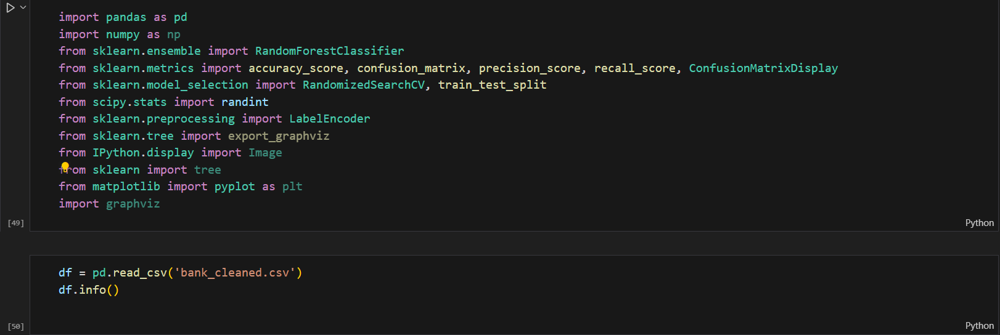 import pandas as pd
import numpy as np
from sklearn.ensemble import RandomForestClassifier
from sklearn.metrics import accuracy_score, confusion_matrix, precision_score, recall_score, ConfusionMatrixDisplay
from sklearn.model_selection import RandomizedSearchCV, train_test_split
from scipy.stats import randint
from sklearn.preprocessing import LabelEncoder
from sklearn.tree import export_graphviz
from IPython.display import Image
from sklearn import tree
from matplotlib import pyplot as plt
import graphviz
[49] Python
df = pd.read_csv('bank_cleaned.csv')
df.info()
[50] Python